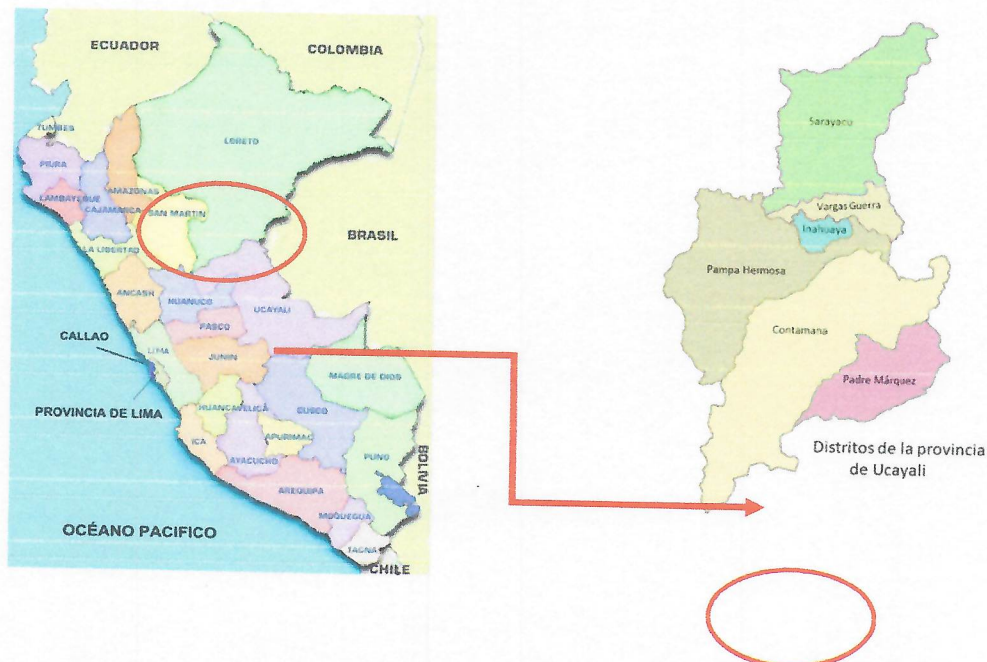 ECUADOR
COLOMBIA
TUMBES
LORETO
PIURA
AMAZONAS
LAMBAYEQUE
CAJAMARCA
SAN MARTIN
BRASIL
LA LIBERTAD
ANCASH
HUANUCO
UCAYALI
PASCO
CALLAO
LIMA
JUNIN
MADRE DE DIOS
PROVINCIA DE LIMA
HUANCAVELICA
CUSCO
ICA
APURIMAC
AYACUCHO
PUNO
BOLIVIA
AREQUIPA
MOQUEGUA
OCÉANO PACIFICO
TACNA
CHILE
Sarayacu
Vargas Guerra
Inahuaya
Pampa Hermosa
Contamana
Padre Márquez
Distritos de la provincia
de Ucayali